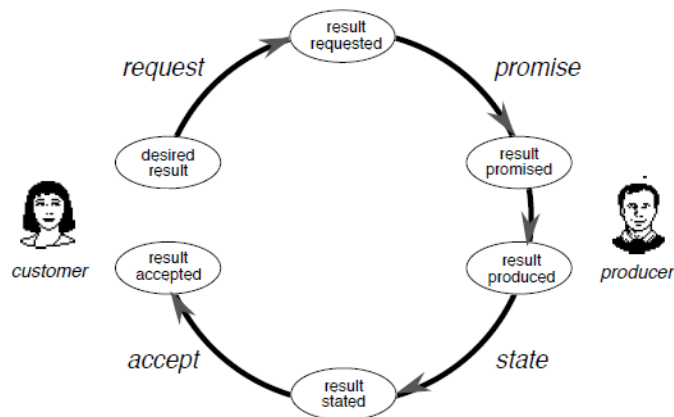 result
requested
request
promise
desired
result
result
promised
customer
result
accepted
result
produced
producer
accept
state
result
stated